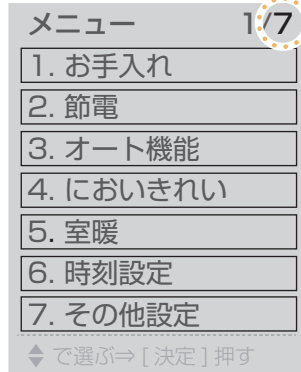 メニュー 1/7
1. お手入れ
2. 節電
3. オート機能
4. においきれい
5. 室暖
6. 時刻設定
7. その他設定
で選ぶ⇒[決定]押す